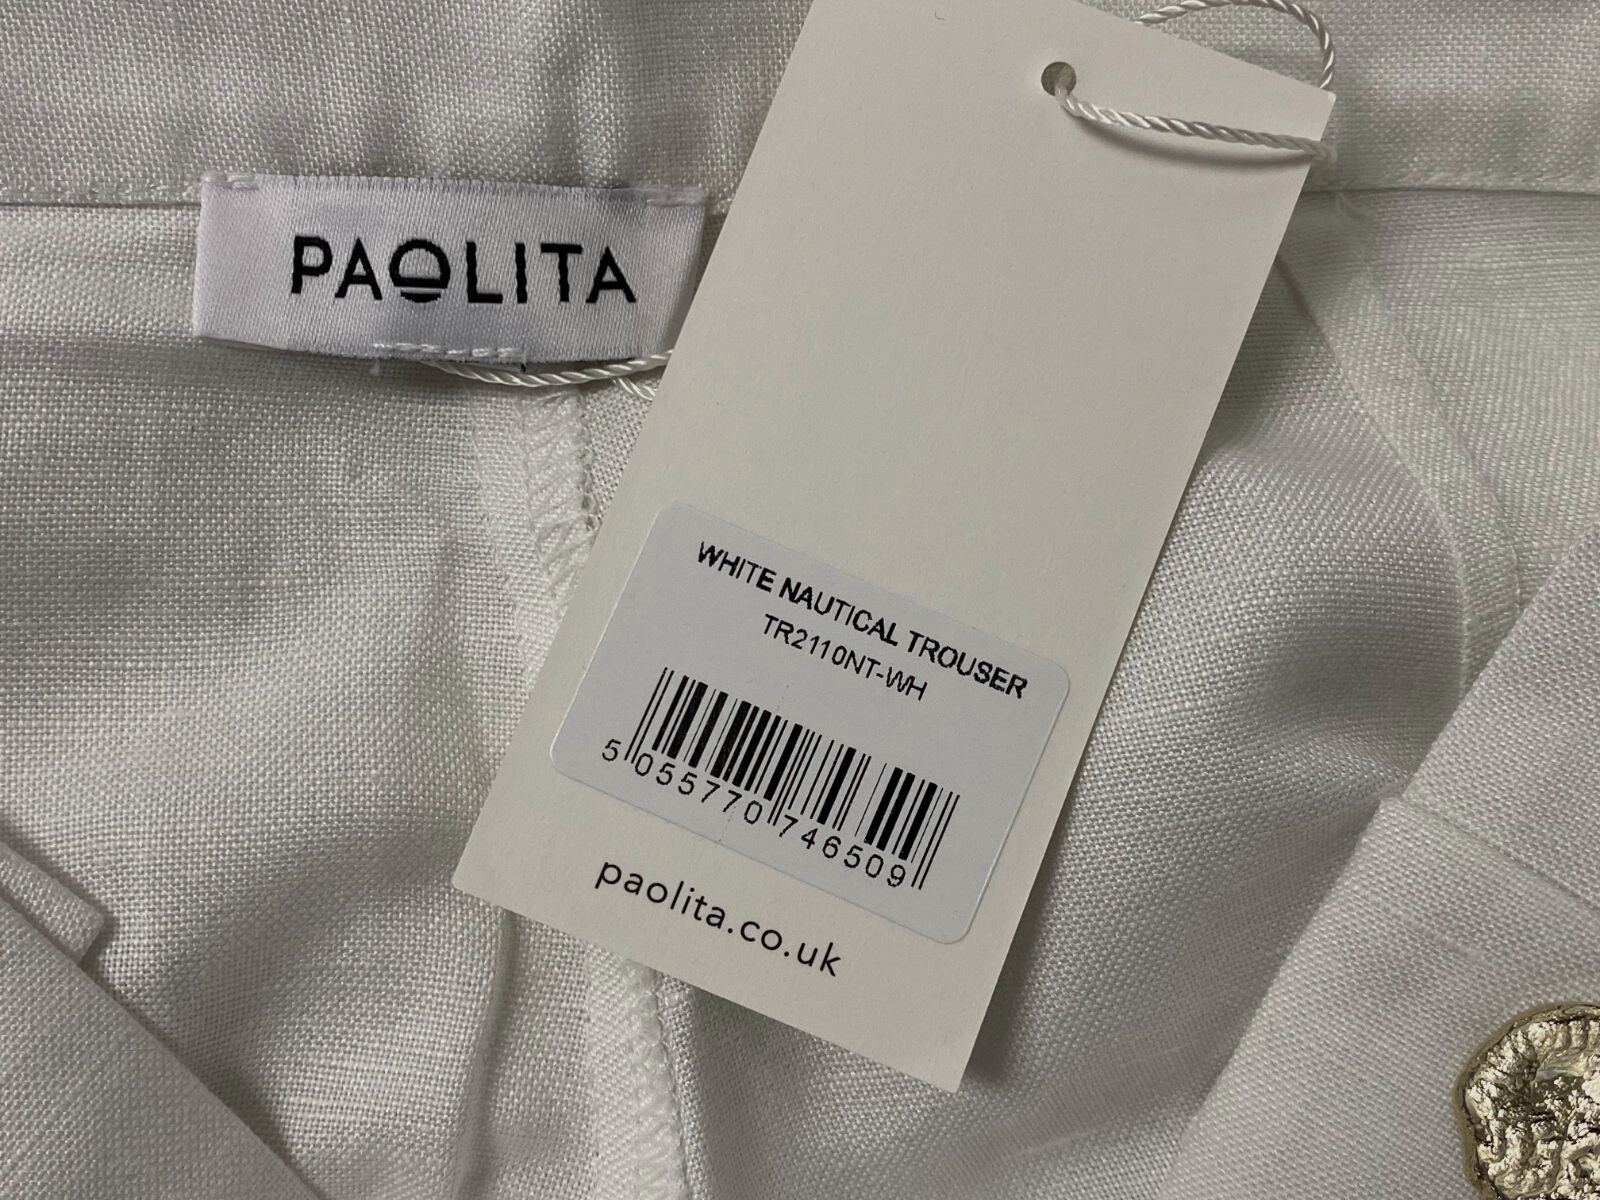 PAOLITA
WHITE NAUTICAL TROUSER
TR2110NT-WH
5 055770 746509
paolita.co.uk